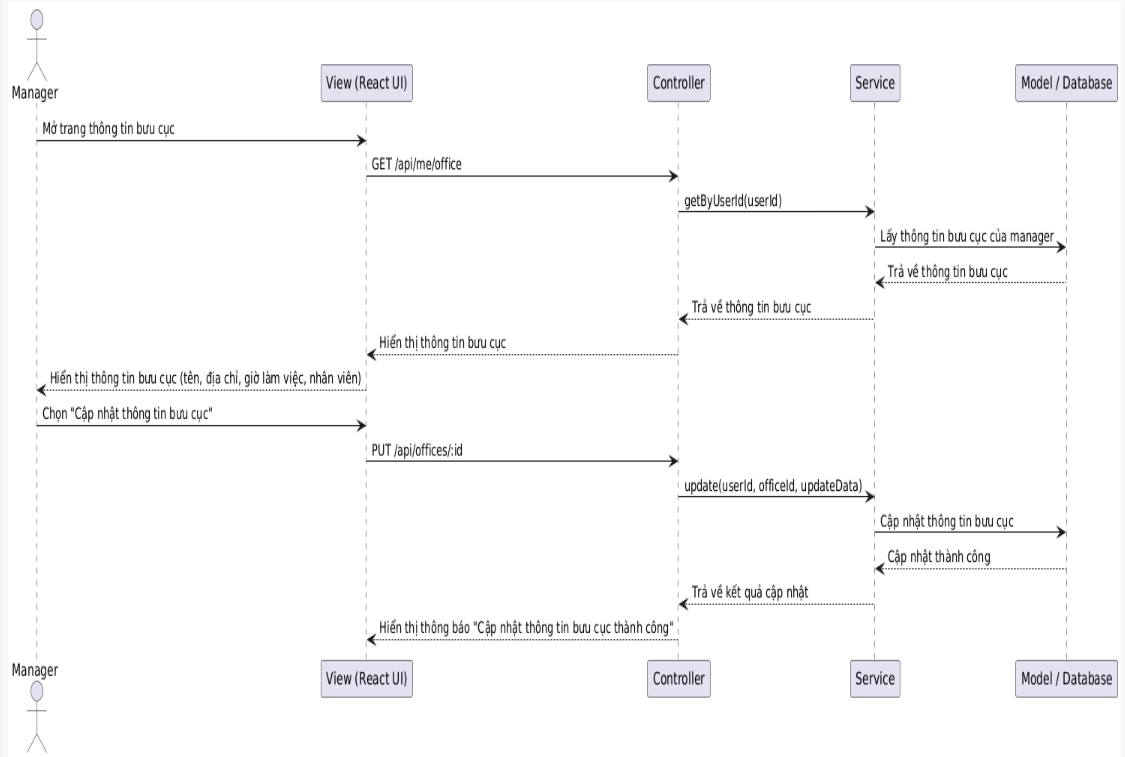 Manager
View (React UI)
Controller
Service
Model / Database
Mở trang thông tin bưu cục
GET /api/me/office
getByUserId(userId)
Lấy thông tin bưu cục của manager
Trả về thông tin bưu cục
Trả về thông tin bưu cục
Hiển thị thông tin bưu cục
Hiển thị thông tin bưu cục (tên, địa chỉ, giờ làm việc, nhân viên)
Chọn "Cập nhật thông tin bưu cục"
PUT /api/offices/:id
update(userId, officeId, updateData)
Cập nhật thông tin bưu cục
Cập nhật thành công
Trả về kết quả cập nhật
Hiển thị thông báo "Cập nhật thông tin bưu cục thành công"
Manager
View (React UI)
Controller
Service
Model / Database